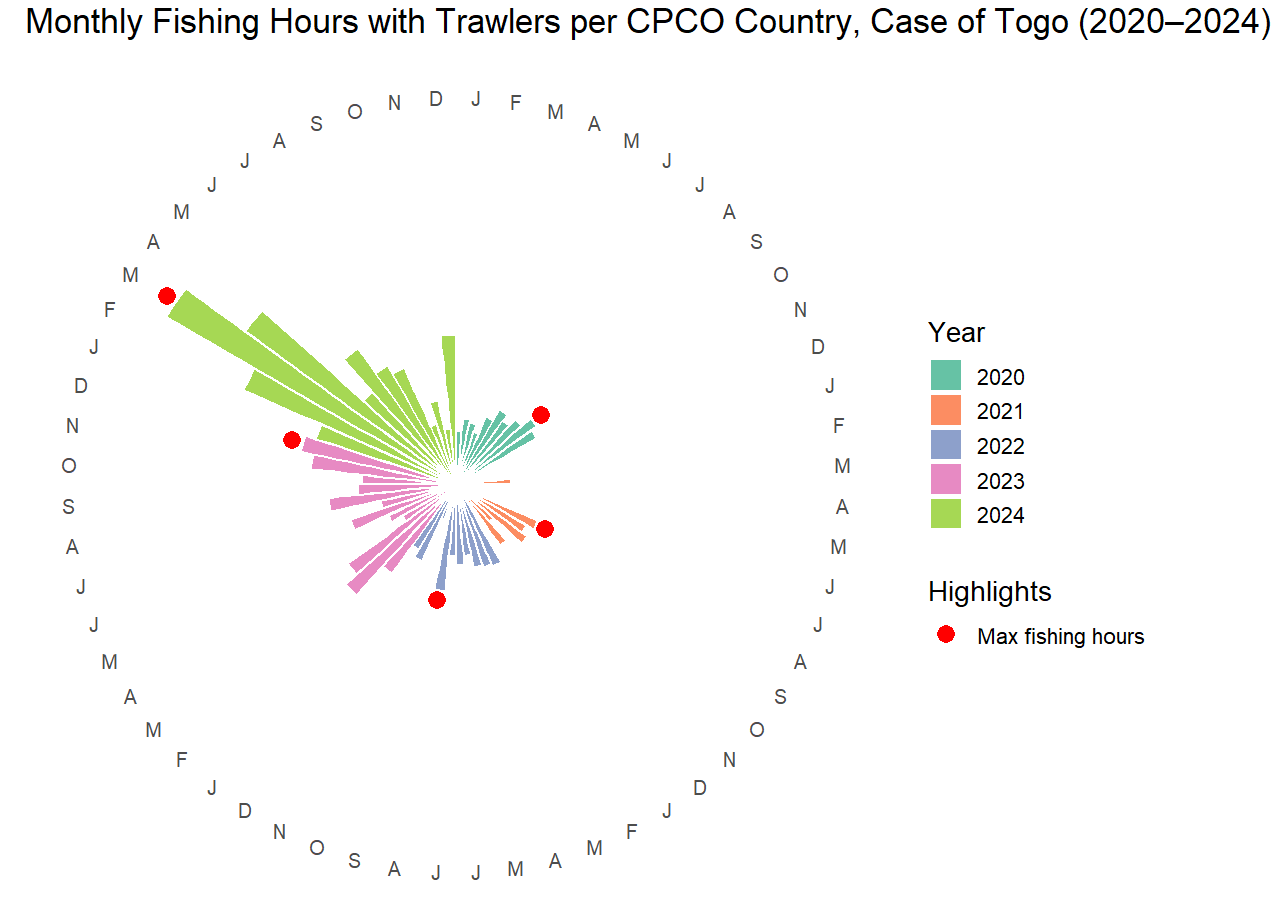 Monthly Fishing Hours with Trawlers per CPCO Country, Case of Togo (2020–2024)
J
F
M
A
M
J
J
A
S
O
N
D
J
F
M
A
M
J
J
A
S
O
N
D
J
F
M
A
M
J
J
A
S
O
N
D
J
F
M
A
M
J
J
A
S
O
N
D
J
F
M
A
M
J
J
A
S
O
N
D
Year
2020
2021
2022
2023
2024
Highlights
Max fishing hours